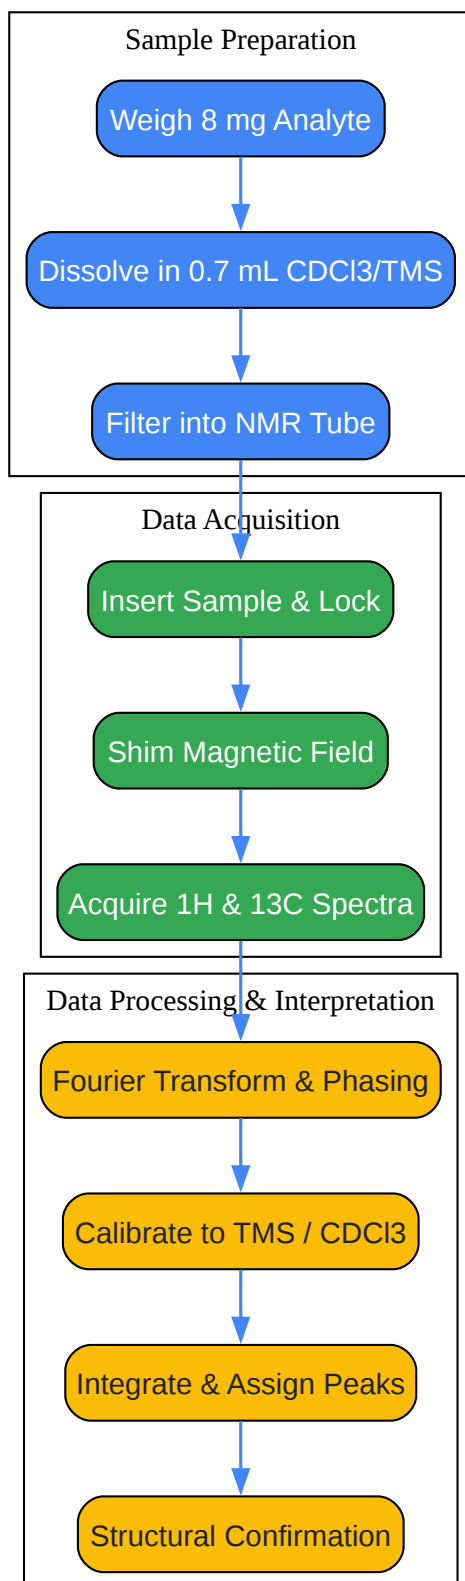 Sample Preparation
Weigh 8 mg Analyte
Dissolve in 0.7 mL CDCl3/TMS
Filter into NMR Tube
Data Acquisition
Insert Sample & Lock
Shim Magnetic Field
Acquire 1H & 13C Spectra
Data Processing & Interpretation
Fourier Transform & Phasing
Calibrate to TMS / CDCl3
Integrate & Assign Peaks
Structural Confirmation